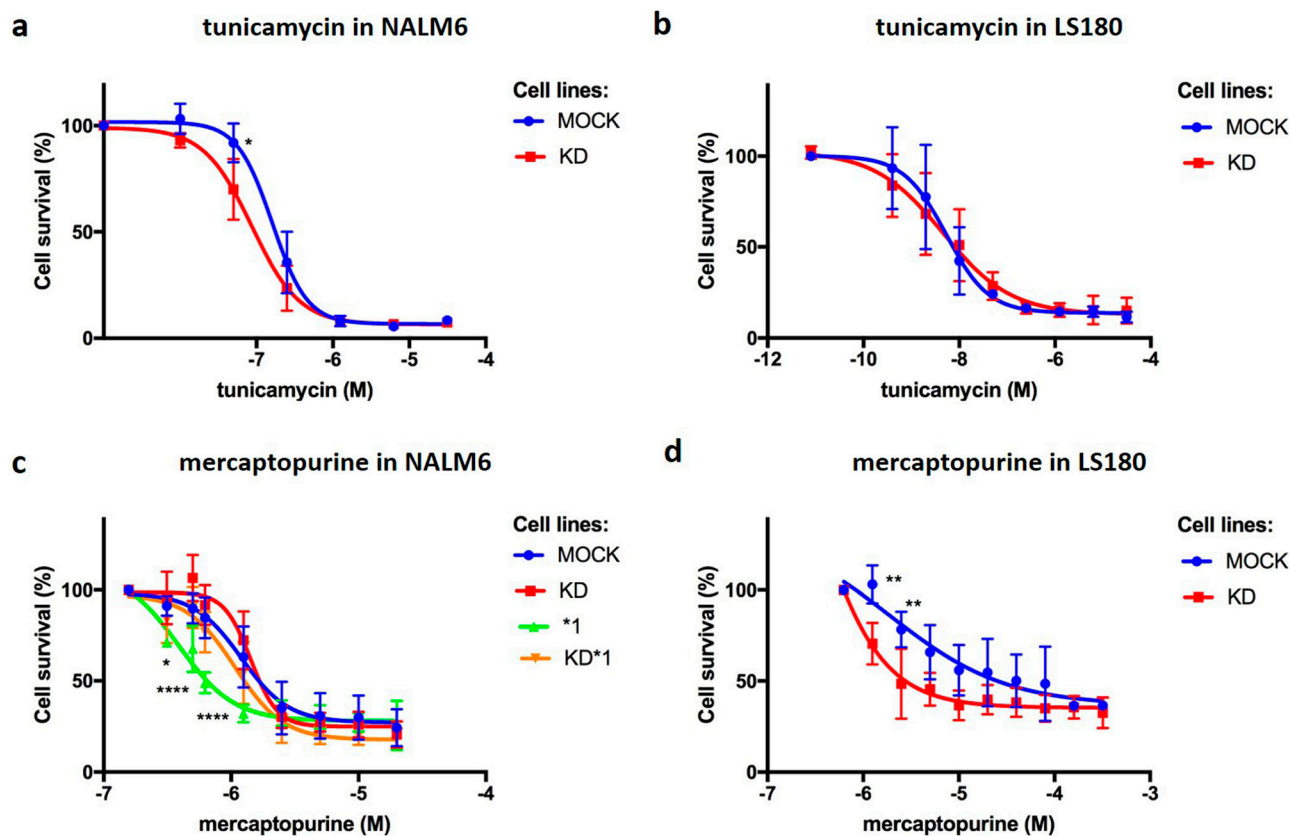 a
tunicamycin in NALM6
Cell survival (%)
100
50
0
-7
-6
-5
-4
tunicamycin (M)
*
Cell lines:
MOCK
KD
b
tunicamycin in LS180
Cell survival (%)
100
50
0
-12
-10
-8
-6
-4
tunicamycin (M)
Cell lines:
MOCK
KD
c
mercaptopurine in NALM6
Cell survival (%)
100
50
0
-7
-6
-5
-4
mercaptopurine (M)
*
****
****
Cell lines:
MOCK
KD
*1
KD*1
d
mercaptopurine in LS180
Cell survival (%)
100
50
0
-7
-6
-5
-4
-3
mercaptopurine (M)
**
**
Cell lines:
MOCK
KD